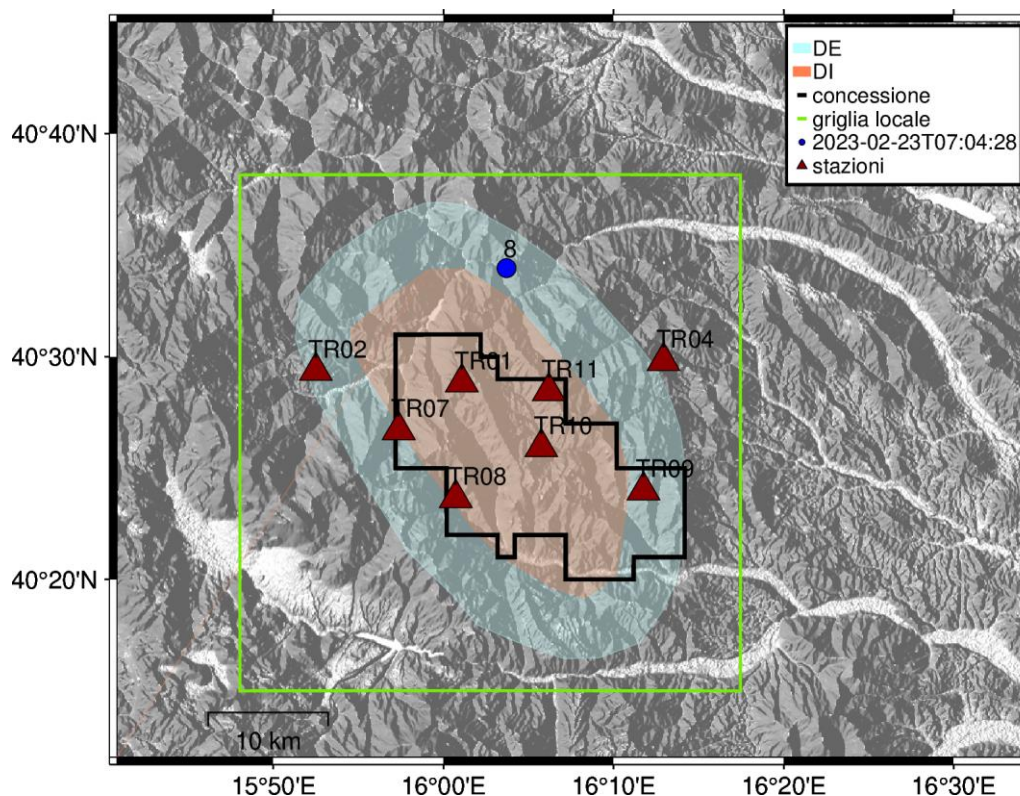 DE
DI
concessione
griglia locale
2023-02-23T07:04:28
stazioni
40°40'N
8
TR02
TR04
40°30'N
TR01
TR11
TR07
TR10
TR08
TR09
40°20'N
10 km
15°50'E
16°00'E
16°10'E
16°20'E
16°30'E